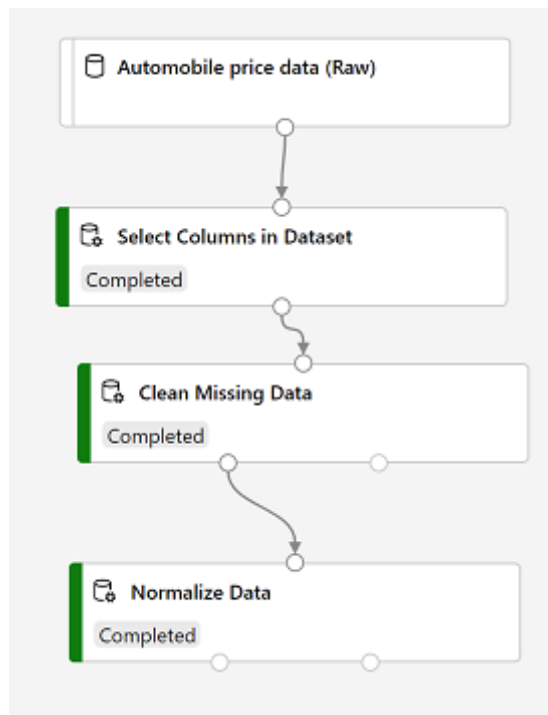 Automobile price data (Raw)
Select Columns in Dataset
Completed
Clean Missing Data
Completed
Normalize Data
Completed